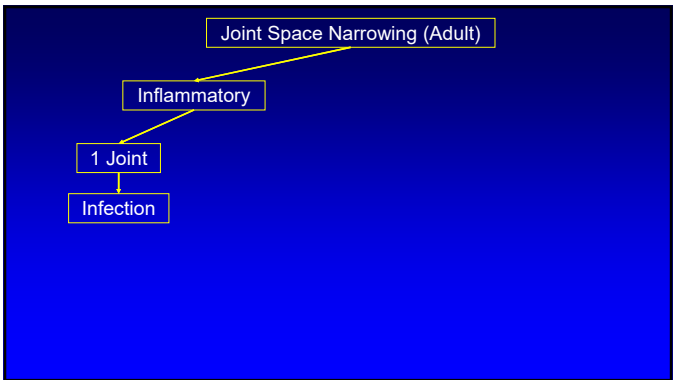 Joint Space Narrowing (Adult)
Inflammatory
1 Joint
Infection